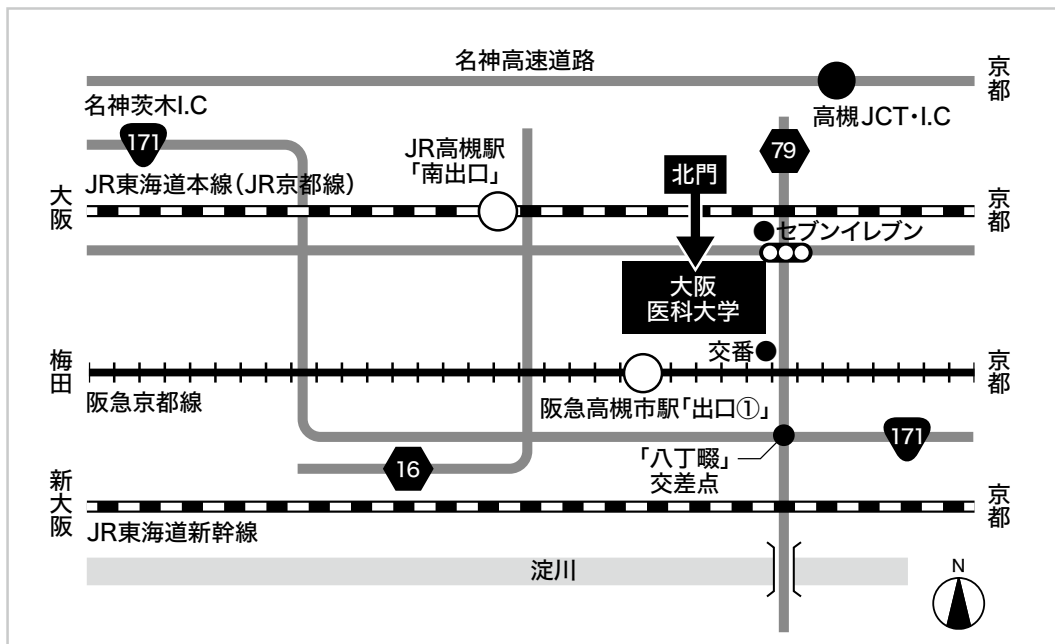 名神高速道路
京都
名神茨木I.C
高槻JCT・I.C
171
JR高槻駅
「南出口」
79
北門
JR東海道本線（JR京都線）
大阪
京都
セブンイレブン
大阪
医科大学
交番
梅田
京都
阪急京都線
阪急高槻市駅「出口①」
171
16
「八丁畷」
交差点
新大阪
京都
JR東海道新幹線
淀川
N